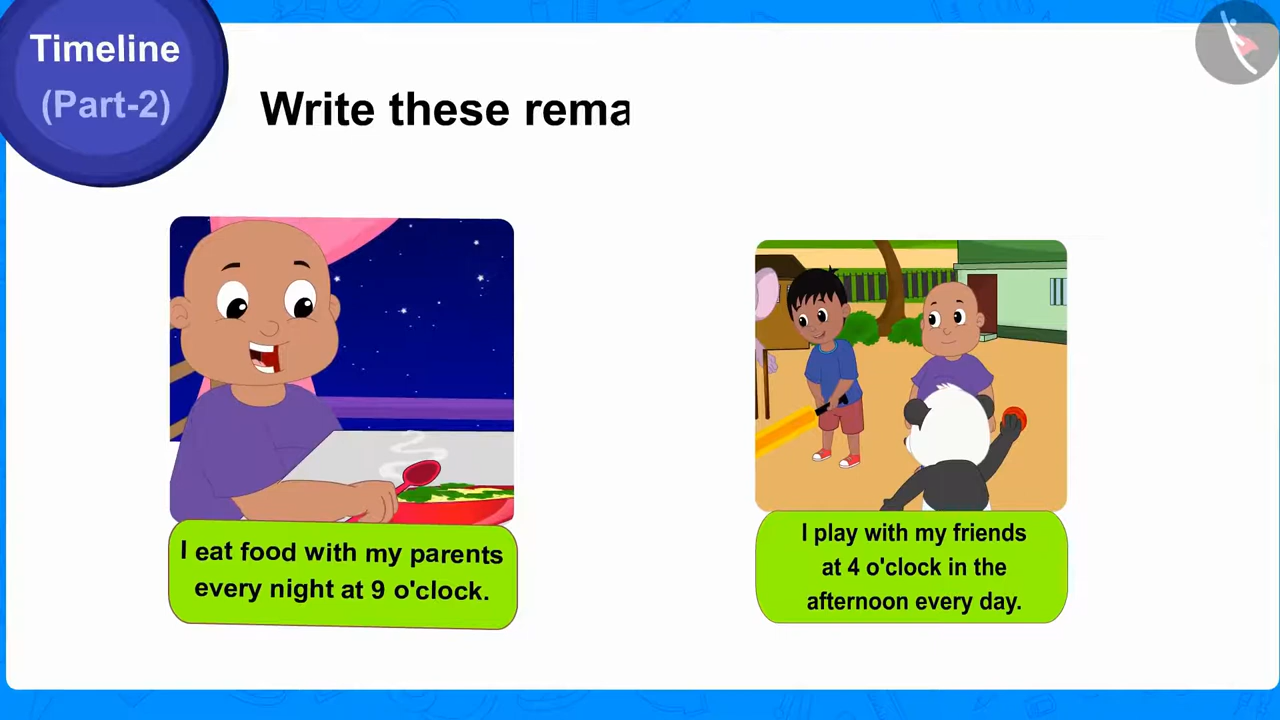 Timeline
(Part-2)
Write these rema
I eat food with my parents
every night at 9 o'clock.
I play with my friends
at 4 o'clock in the
afternoon every day.